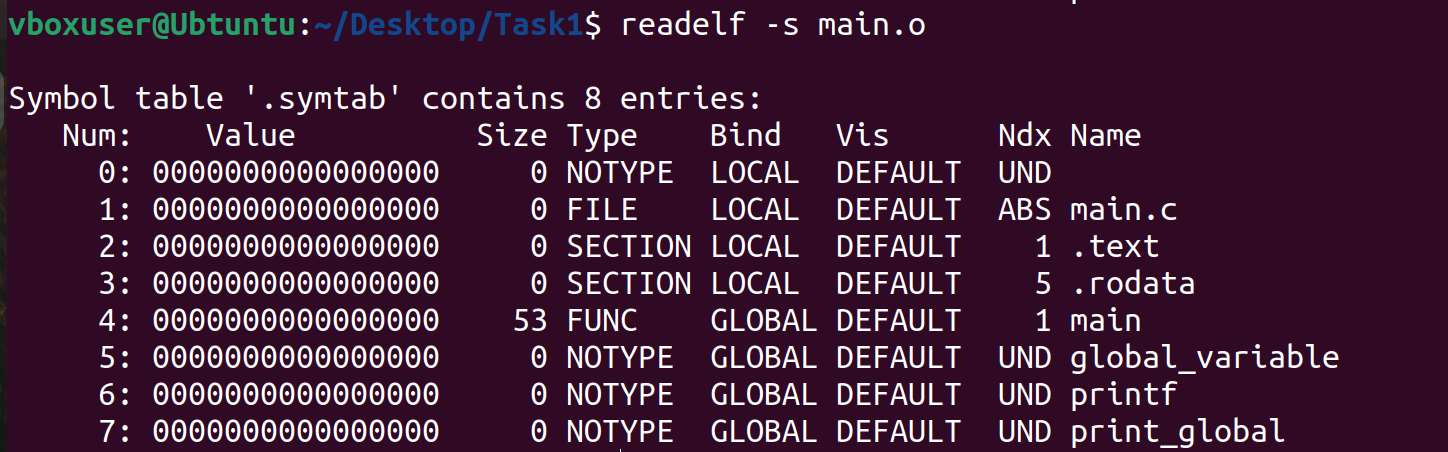 vboxuser@Ubtuntu:~/Desktop/Task1$ readelf -s main.o
Symbol table '.symtab' contains 8 entries:
   Num:    Value          Size Type    Bind   Vis      Ndx Name
     0: 0000000000000000     0 NOTYPE  LOCAL  DEFAULT  UND
     1: 0000000000000000     0 FILE    LOCAL  DEFAULT  ABS main.c
     2: 0000000000000000     0 SECTION LOCAL  DEFAULT    1 .text
     3: 0000000000000000     0 SECTION LOCAL  DEFAULT    5 .rodata
     4: 0000000000000000    53 FUNC    GLOBAL DEFAULT    1 main
     5: 0000000000000000     0 NOTYPE  GLOBAL DEFAULT  UND global_variable
     6: 0000000000000000     0 NOTYPE  GLOBAL DEFAULT  UND printf
     7: 0000000000000000     0 NOTYPE  GLOBAL DEFAULT  UND print_global